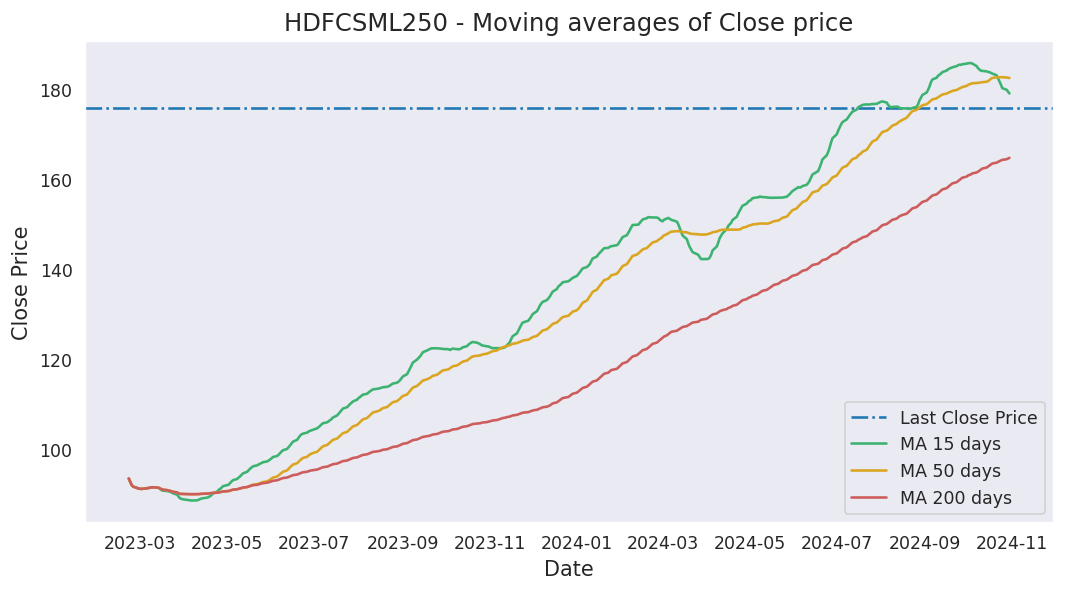 HDFCSML250 - Moving averages of Close price
Close Price
180
160
140
120
100
Last Close Price
MA 15 days
MA 50 days
MA 200 days
2023-03 2023-05 2023-07 2023-09 2023-11 2024-01 2024-03 2024-05 2024-07 2024-09 2024-11
Date